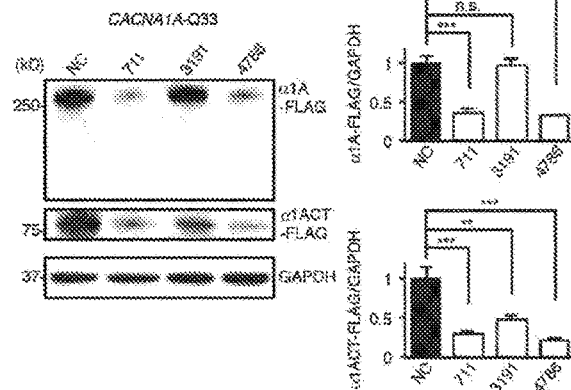 CACNA1A-Q33
(kD)
NC
711
3191
4786
250
α1A
-FLAG
75
α1ACT
-FLAG
37
GAPDH
n.s.
***
α1A-FLAG/GAPDH
1
0.5
0
NC
711
3191
4786
***
**
***
α1ACT-FLAG/GAPDH
1
0.5
0
NC
711
3191
4786